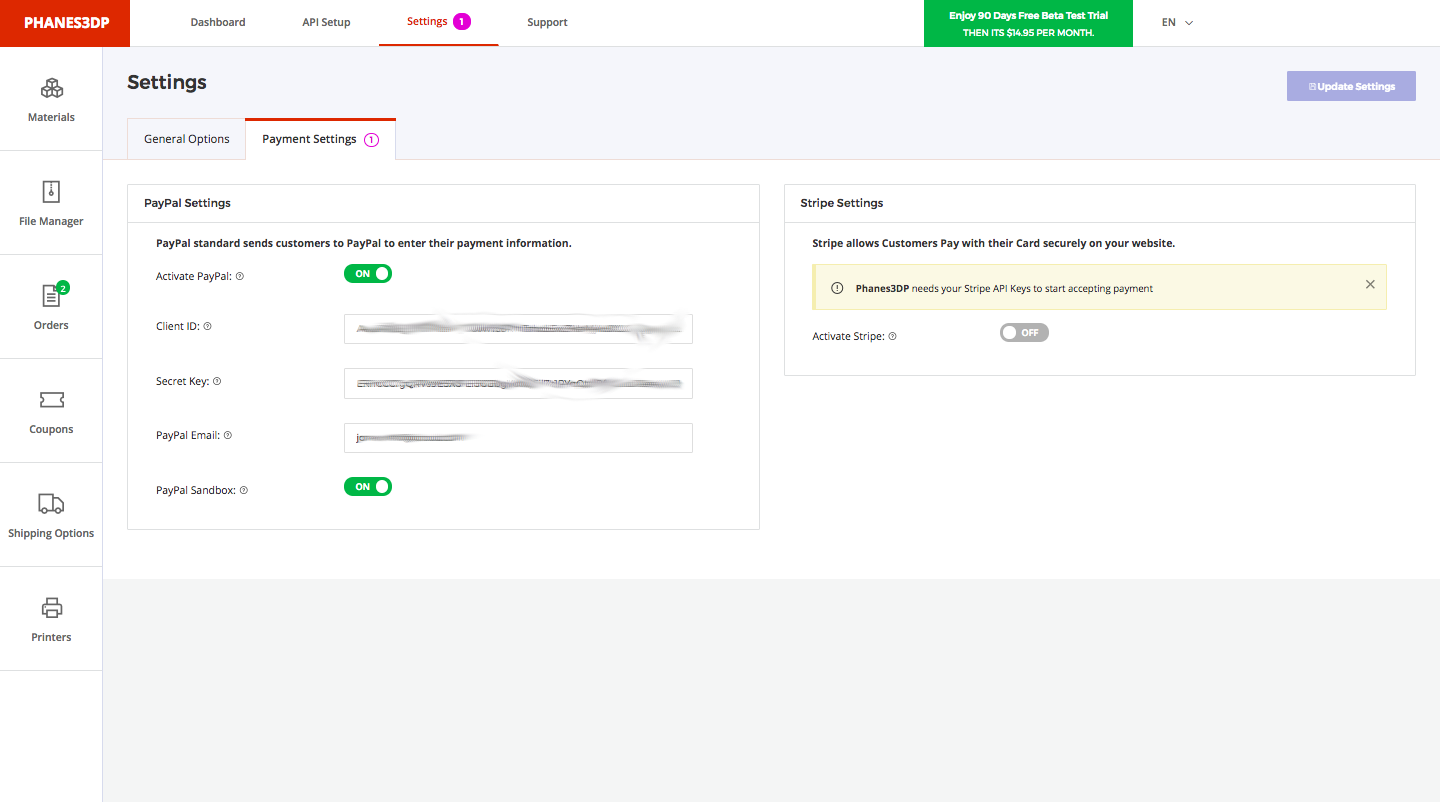 PHANES3DP
Dashboard
API Setup
Settings 1
Support
Enjoy 90 Days Free Beta Test Trial
THEN ITS $14.95 PER MONTH.
EN
Materials
File Manager
2
Orders
Coupons
Shipping Options
Printers
Settings
Update Settings
General Options
Payment Settings 1
PayPal Settings
PayPal standard sends customers to PayPal to enter their payment information.
Activate PayPal:
ON
Client ID:
Secret Key:
PayPal Email:
PayPal Sandbox:
ON
Stripe Settings
Stripe allows Customers Pay with their Card securely on your website.
Phanes3DP needs your Stripe API Keys to start accepting payment
Activate Stripe:
OFF